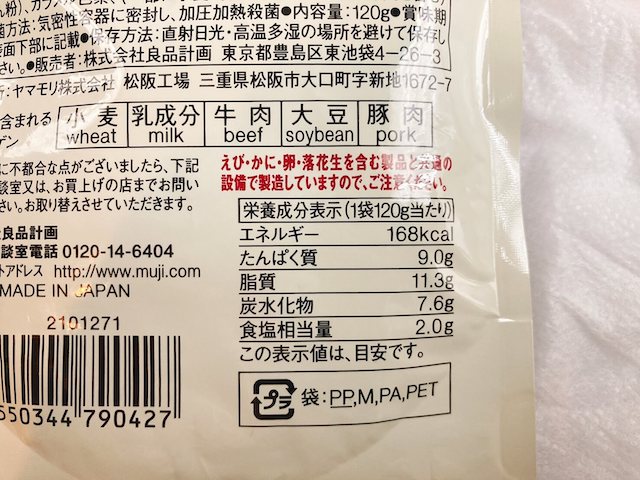 菌方法:気密性容器に密封し、加圧加熱殺菌●内容量:120g●賞味期
面下部に記載●保存方法:直射日光・高温多湿の場所を避けて保存し
さい。●販売者:株式会社良品計画 東京都豊島区東池袋4-26-3
所:ヤマモリ株式会社 松阪工場 三重県松阪市大口町字新地1672-7
含まれる
ゲン
小麦 乳成分 牛肉 大豆 豚肉
wheat milk beef soybean pork
に不都合な点がございましたら、下記
談室又は、お買上げの店までお問い
さい。お取り替えさせていただきます。
えび・かに・卵・落花生を含む製品と共通の
設備で製造していますので、ご注意ください。
良品計画
談室電話 0120-14-6404
トアドレス http://www.muji.com
MADE IN JAPAN
2101271
550344 790427
栄養成分表示(1袋120g当たり)
エネルギー 168kcal
たんぱく質 9.0g
脂質 11.3g
炭水化物 7.6g
食塩相当量 2.0g
この表示値は、目安です。
プラ 袋:PP,M,PA,PET